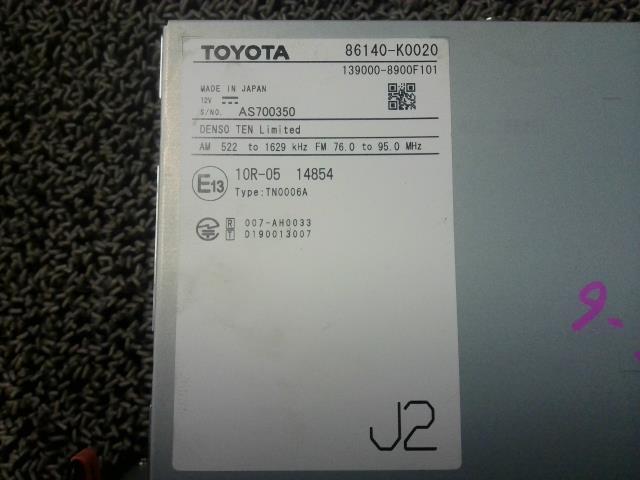 TOYOTA 86140-K0020
139000-8900F101
MADE IN JAPAN
12V
S/NO. AS700350
DENSO TEN Limited
AM 522 to 1629 kHz FM 76.0 to 95.0 MHz
E13 10R-05 14854
Type:TN0006A
R 007-AH0033
T D190013007
9.
J2